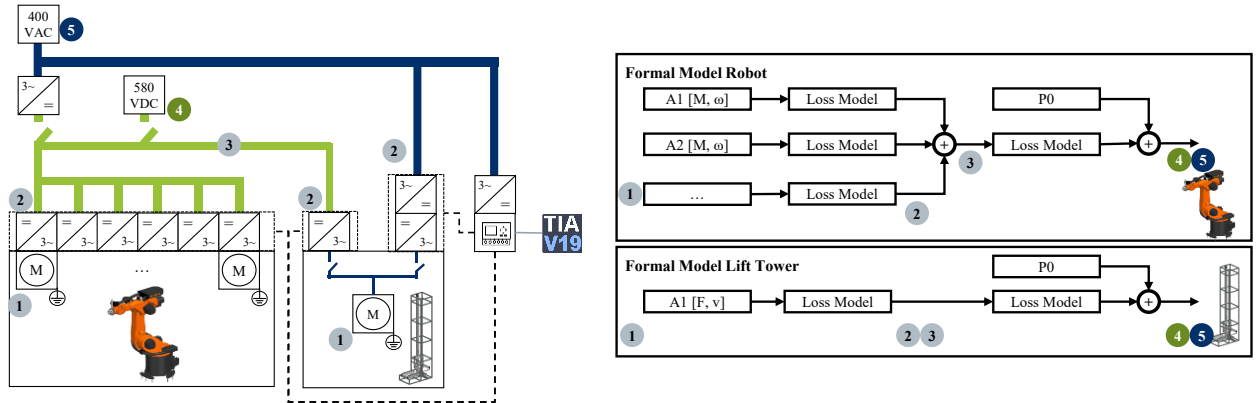 400
VAC
5
3~
=
580
VDC
4
3
2
2
2
=
3~
=
3~
=
3~
=
3~
=
3~
=
3~
=
3~
3~
=
=
3~
3~
=
TIA
V19
M
...
M
1
M
1
Formal Model Robot
A1 [M, ω]
Loss Model
P0
A2 [M, ω]
Loss Model
+
Loss Model
+
3
4
5
1
...
Loss Model
2
Formal Model Lift Tower
P0
A1 [F, v]
Loss Model
Loss Model
+
1
2
3
4
5